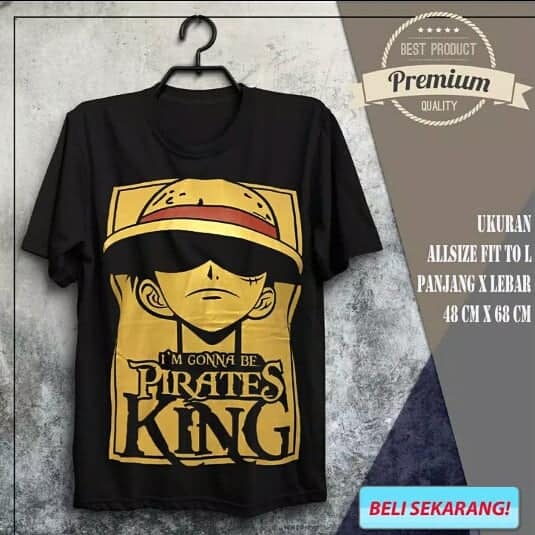 BEST PRODUCT
Premium
QUALITY
UKURAN
ALLSIZE FIT TO L
PANJANG X LEBAR
48 CM X 68 CM
I'M GONNA BE
PIRATES
KING
BELI SEKARANG!